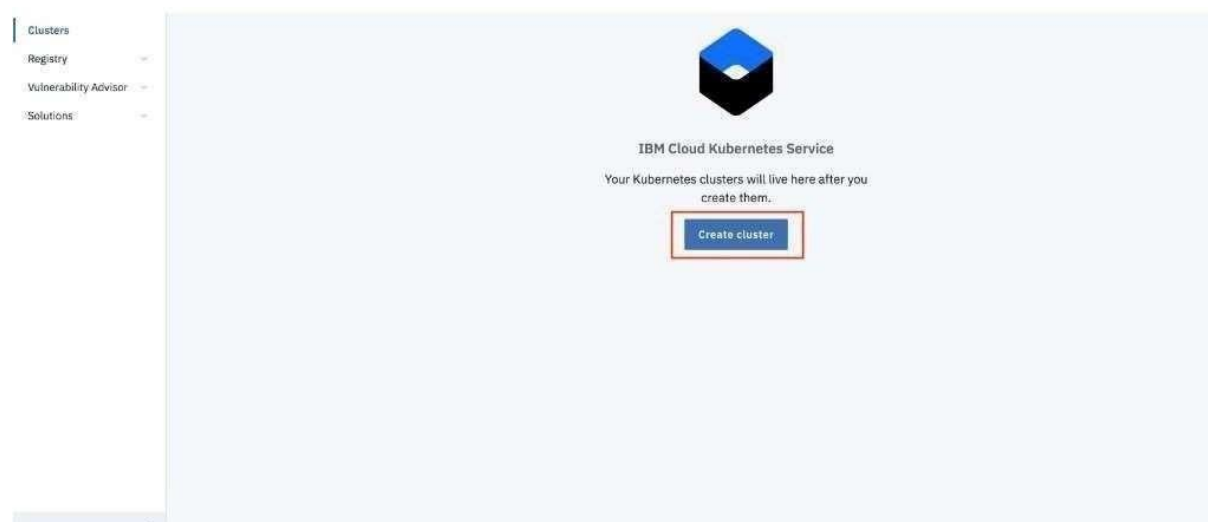 Clusters
Registry
Vulnerability Advisor
Solutions
IBM Cloud Kubernetes Service
Your Kubernetes clusters will live here after you
create them.
Create cluster